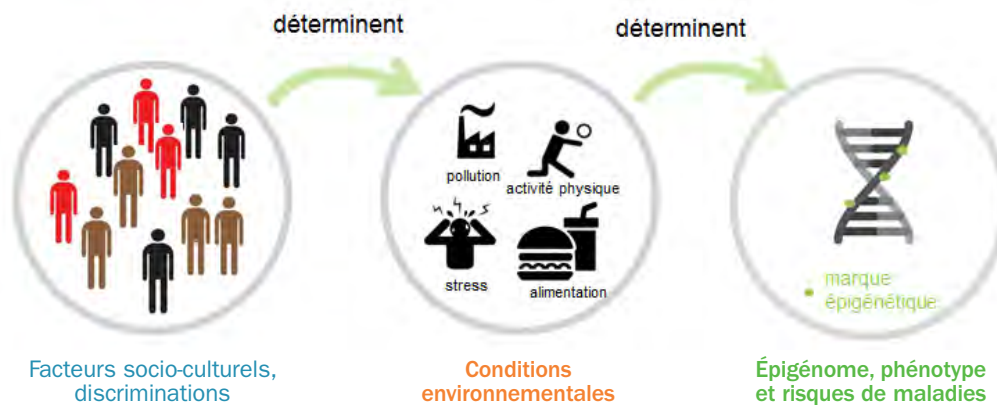 déterminent
déterminent
pollution
activité physique
stress
alimentation
marque
épigénétique
Facteurs socio-culturels,
discriminations
Conditions
environnementales
Épigénome, phénotype
et risques de maladies